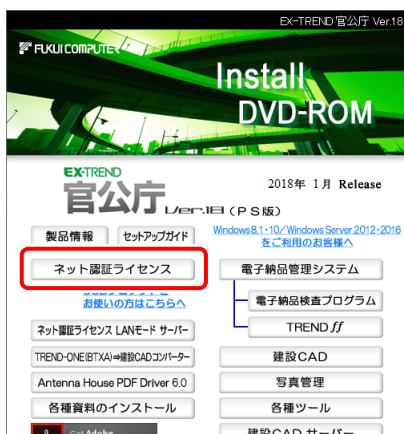 EX-TREND 官公庁 Ver.18
FUKUI COMPUTER
Install
DVD-ROM
EX-TREND
官公庁 Ver.18 (PS版)
2018年 1月 Release
製品情報
セットアップガイド
Windows8.1・10/Windows Server 2012・2016
をご利用のお客様へ
ネット認証ライセンス
お使いの方はこちらへ
ネット認証ライセンス LANモード サーバー
TREND-ONE(BTXA)⇒建設CADコンバーター
Antenna House PDF Driver 6.0
各種資料のインストール
電子納品管理システム
電子納品検査プログラム
TREND ff
建設CAD
写真管理
各種ツール
建設CAD サーバー
Get Adobe